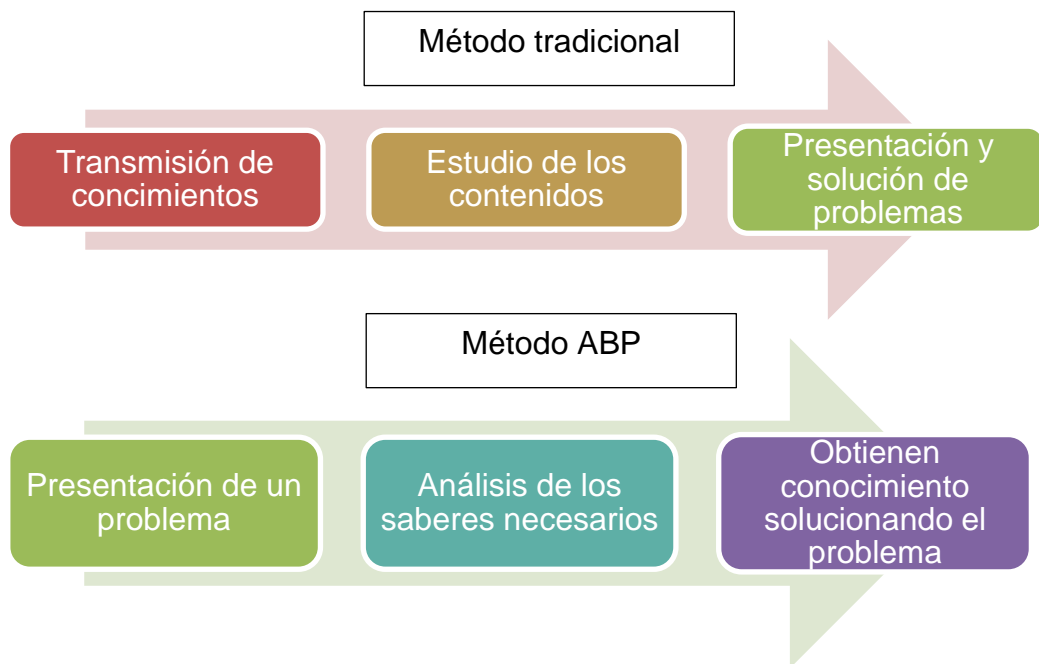 Método tradicional
Transmisión de
concimientos
Estudio de los
contenidos
Presentación y
solución de
problemas
Método ABP
Presentación de un
problema
Análisis de los
saberes necesarios
Obtienen
conocimiento
solucionando el
problema